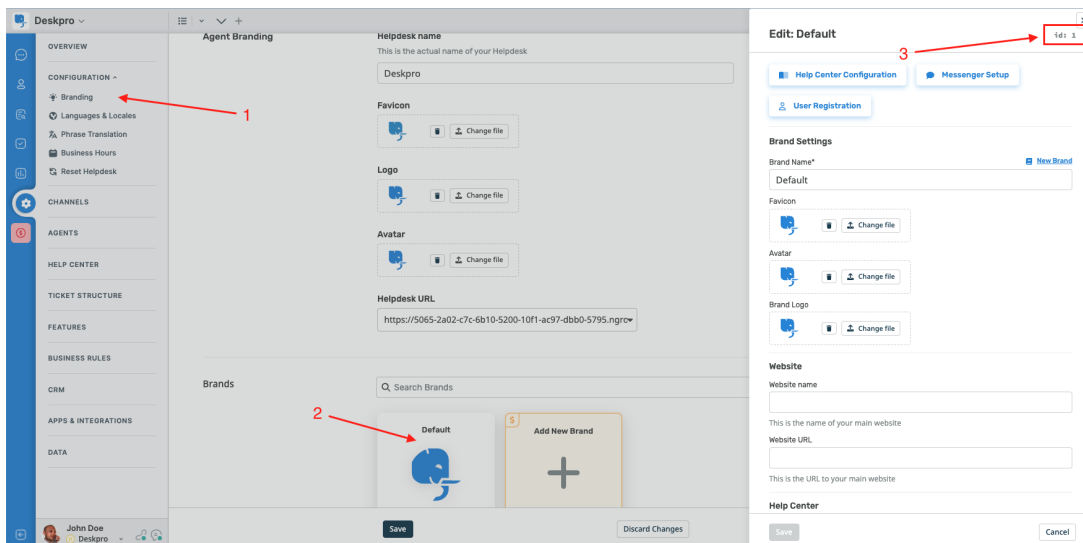 Deskpro
OVERVIEW
CONFIGURATION
Branding
Languages & Locales
Phrase Translation
Business Hours
Reset Helpdesk
CHANNELS
AGENTS
HELP CENTER
TICKET STRUCTURE
FEATURES
BUSINESS RULES
CRM
APPS & INTEGRATIONS
DATA
John Doe
Deskpro
1
Agent Branding
Helpdesk name
This is the actual name of your Helpdesk
Deskpro
Favicon
Change file
Logo
Change file
Avatar
Change file
Helpdesk URL
https://5065-2a02-c7c-6b10-5200-10f1-ac97-dbb0-5795.ngrc
Brands
Search Brands
2
Default
$
Add New Brand
Save
Discard Changes
Edit: Default
3
id: 1
Help Center Configuration
Messenger Setup
User Registration
Brand Settings
Brand Name*
New Brand
Default
Favicon
Change file
Avatar
Change file
Brand Logo
Change file
Website
Website name
This is the name of your main website
Website URL
This is the URL to your main website
Help Center
Save
Cancel